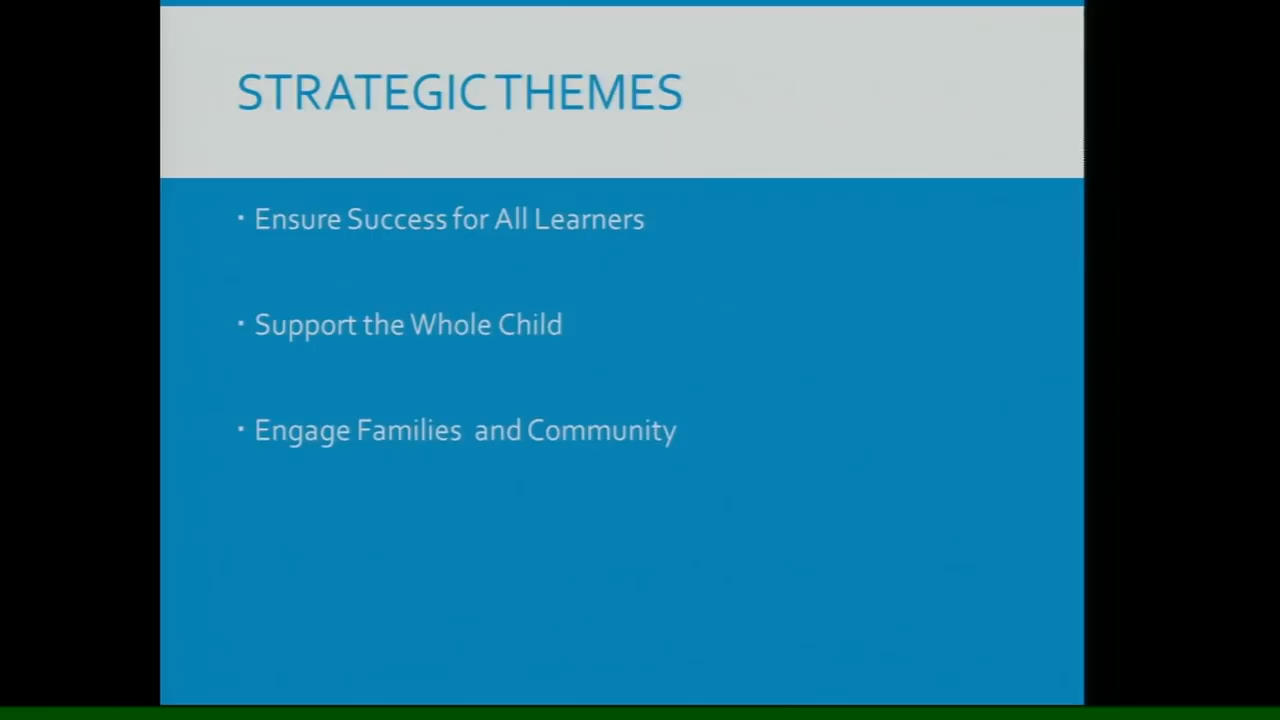 STRATEGIC THEMES
▪ Ensure Success for All Learners
▪ Support the Whole Child
▪ Engage Families  and Community